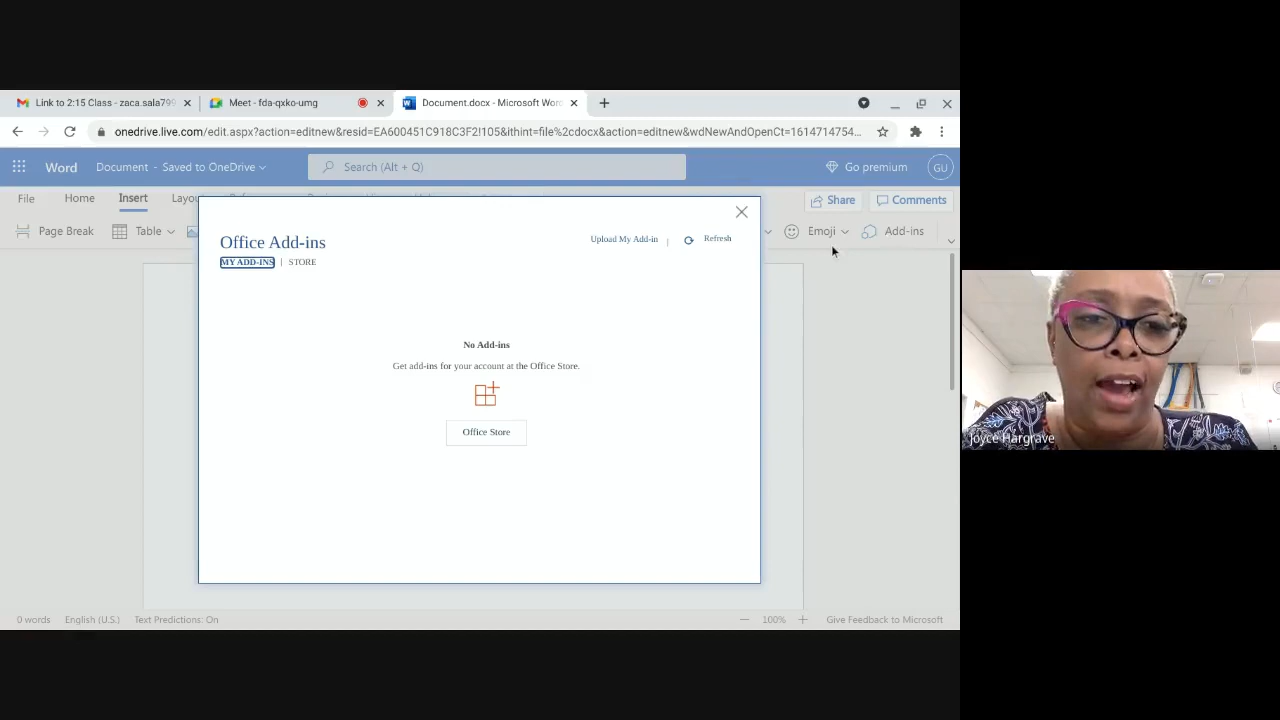 Link to 2:15 Class - zaca.sala799
Meet - fda-qxko-umg
Document.docx - Microsoft Word
onedrive.live.com/edit.aspx?action=editnew&resid=EA600451C918C3F2!105&ithint=file%2cdocx&action=editnew&wdNewAndOpenCt=1614714754...
Word
Document - Saved to OneDrive
Search (Alt + Q)
Go premium
GU
File
Home
Insert
Layou
Share
Comments
Page Break
Table
Emoji
Add-ins
Office Add-ins
Upload My Add-in | Refresh
MY ADD-INS | STORE
No Add-ins
Get add-ins for your account at the Office Store.
Office Store
Joyce Hargrave
0 words
English (U.S.)
Text Predictions: On
100%
Give Feedback to Microsoft